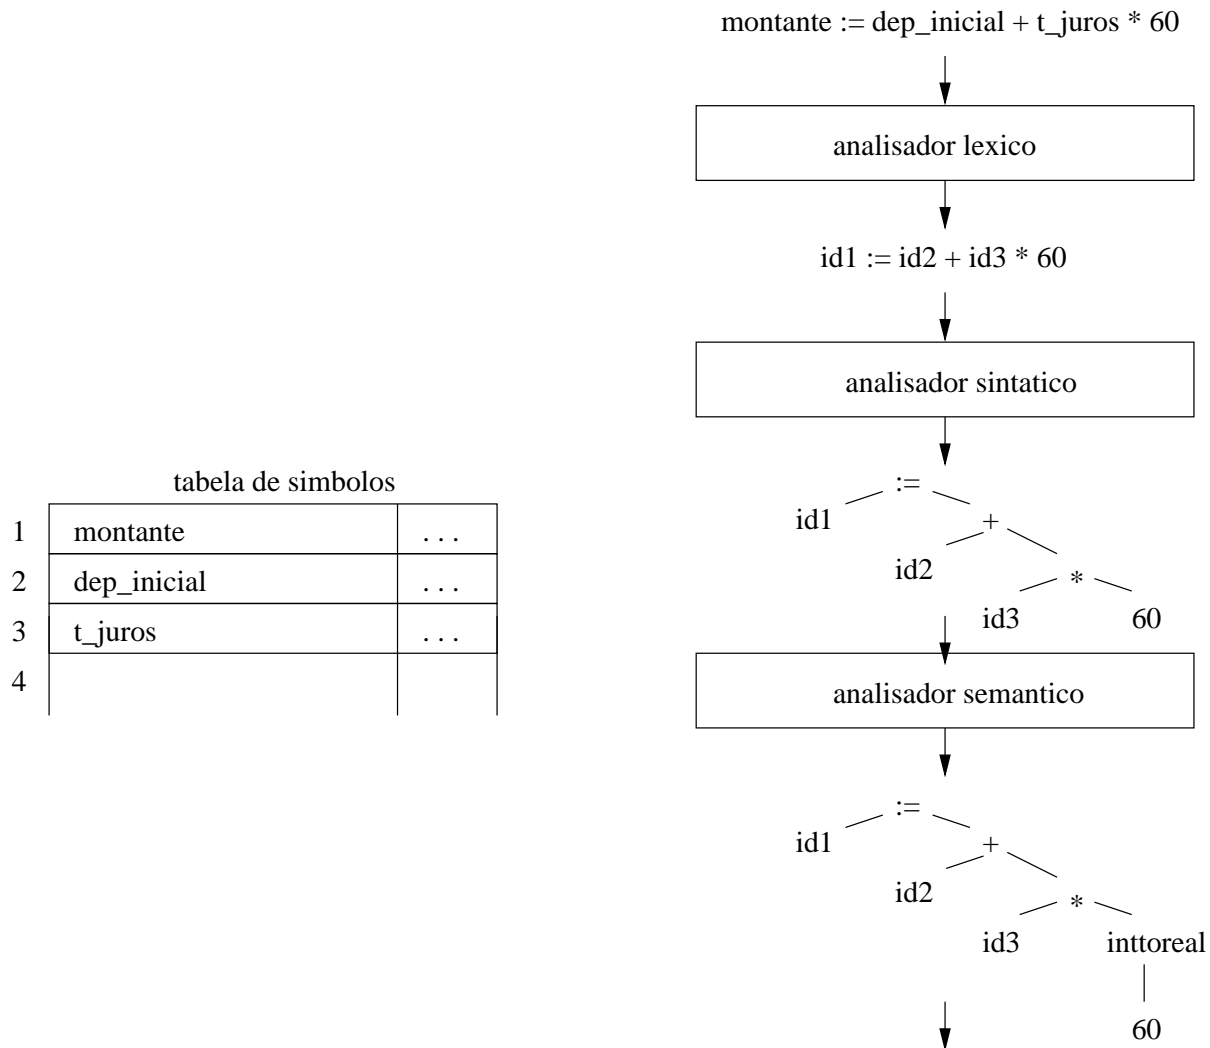 montante := dep_inicial + t_juros * 60
analisador lexico
id1 := id2 + id3 * 60
analisador sintatico
:=
id1
+
id2
*
id3 60
tabela de simbolos
1 montante . . .
2 dep_inicial . . .
3 t_juros . . .
4
analisador semantico
:=
id1
+
id2
*
id3 inttoreal
60